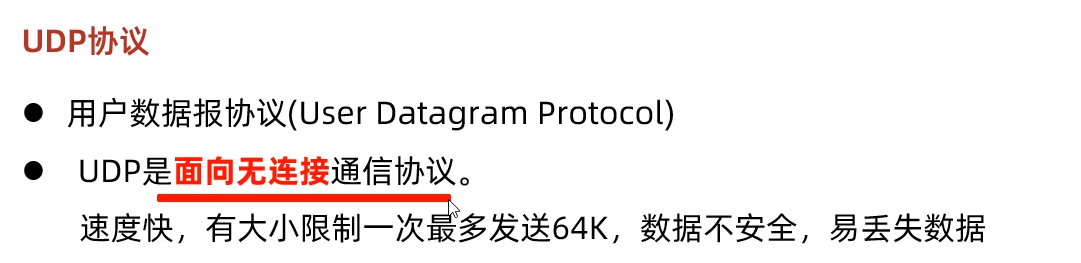 UDP协议
● 用户数据报协议(User Datagram Protocol)
● UDP是面向无连接通信协议。
速度快，有大小限制一次最多发送64K，数据不安全，易丢失数据